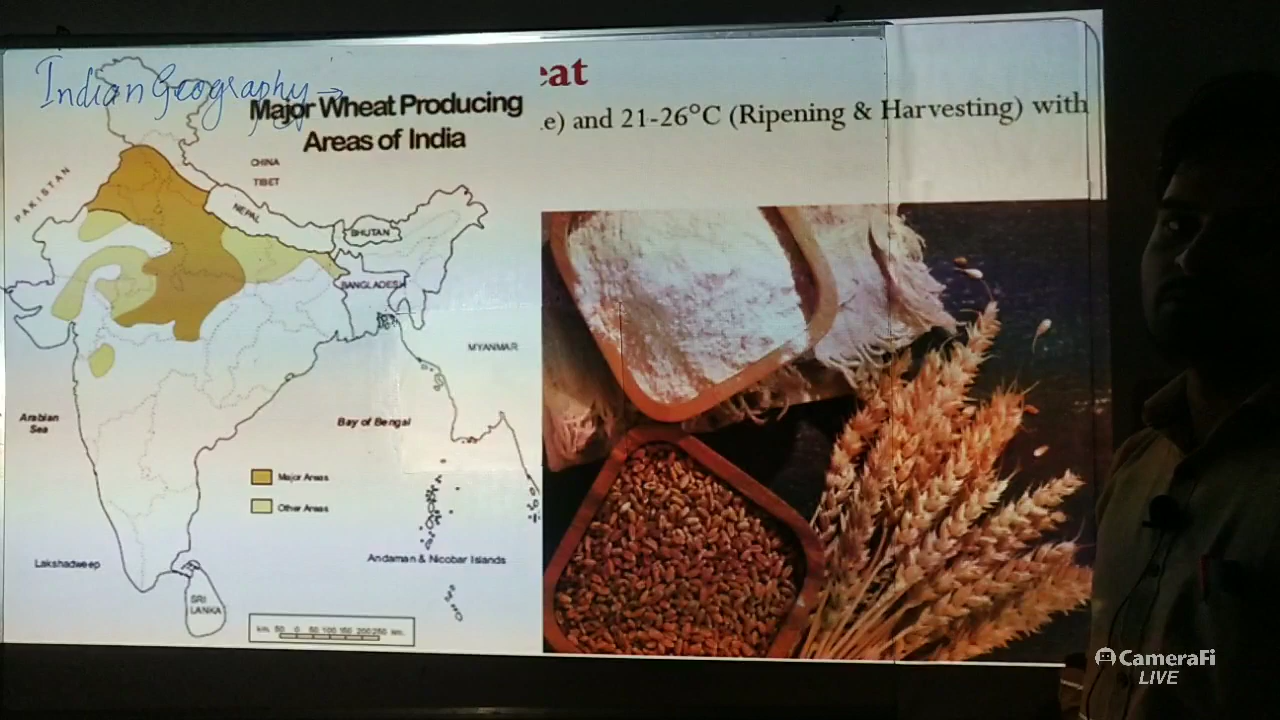 Indian Geography →
Major Wheat Producing
Areas of India
eat
e) and 21-26°C (Ripening & Harvesting) with
CHINA
TIBET
PAKISTAN
NEPAL
BHUTAN
BANGLADESH
MYANMAR
Arabian
Sea
Bay of Bengal
Major Areas
Other Areas
Lakshadweep
Andaman & Nicobar Islands
SRI
LANKA
km. 50 0 50 100 150 200 250 km.
CameraFi
LIVE